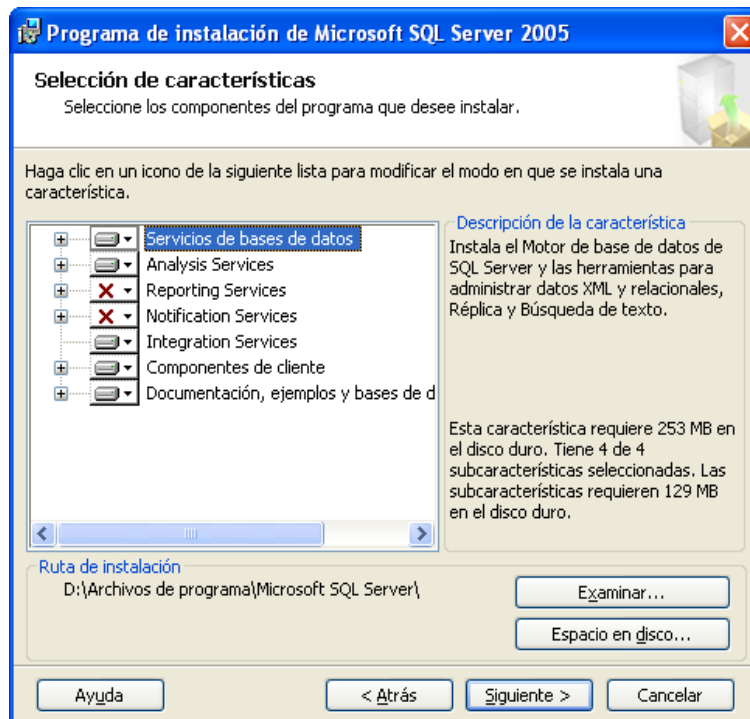 Programa de instalación de Microsoft SQL Server 2005
Selección de características
Seleccione los componentes del programa que desee instalar.
Haga clic en un icono de la siguiente lista para modificar el modo en que se instala una
característica.
Servicios de bases de datos
Analysis Services
Reporting Services
Notification Services
Integration Services
Componentes de cliente
Documentación, ejemplos y bases de d
Descripción de la característica
Instala el Motor de base de datos de
SQL Server y las herramientas para
administrar datos XML y relacionales,
Réplica y Búsqueda de texto.
Esta característica requiere 253 MB en
el disco duro. Tiene 4 de 4
subcaracterísticas seleccionadas. Las
subcaracterísticas requieren 129 MB
en el disco duro.
Ruta de instalación
D:\Archivos de programa\Microsoft SQL Server\
Examinar...
Espacio en disco...
Ayuda
< Atrás
Siguiente >
Cancelar